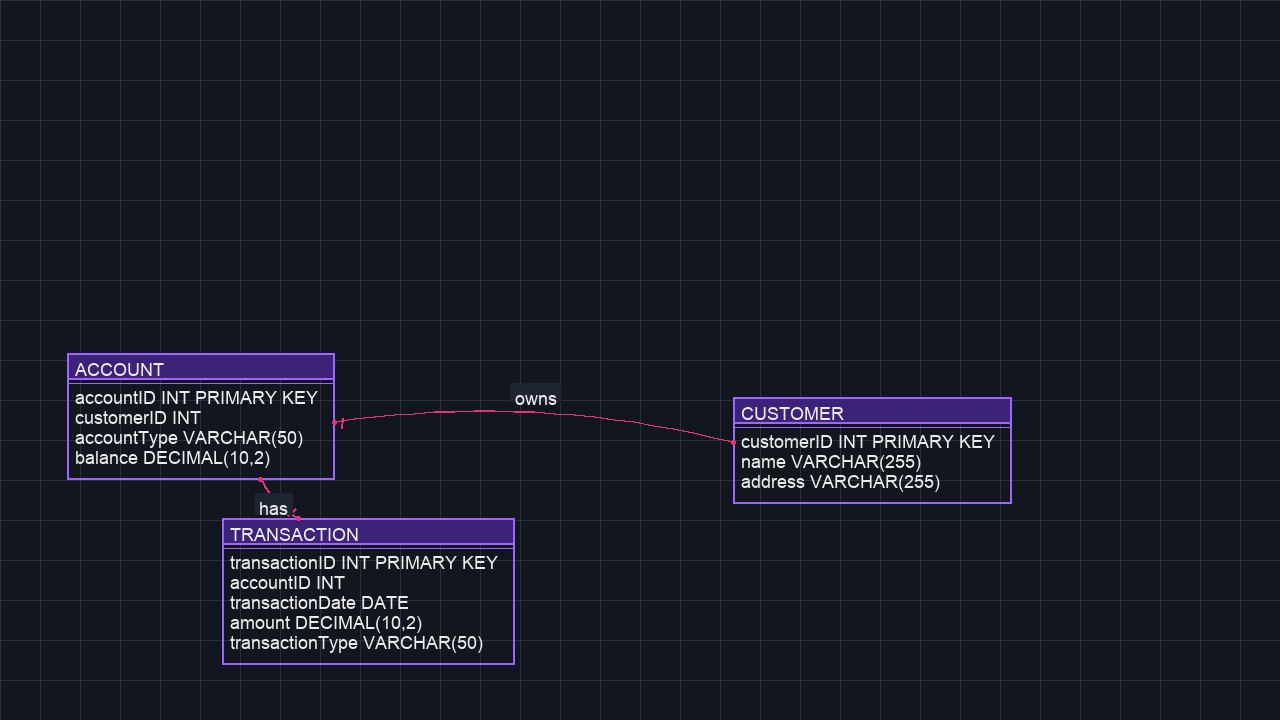 ACCOUNT
accountID INT PRIMARY KEY
customerID INT
accountType VARCHAR(50)
balance DECIMAL(10,2)
owns
CUSTOMER
customerID INT PRIMARY KEY
name VARCHAR(255)
address VARCHAR(255)
has
TRANSACTION
transactionID INT PRIMARY KEY
accountID INT
transactionDate DATE
amount DECIMAL(10,2)
transactionType VARCHAR(50)